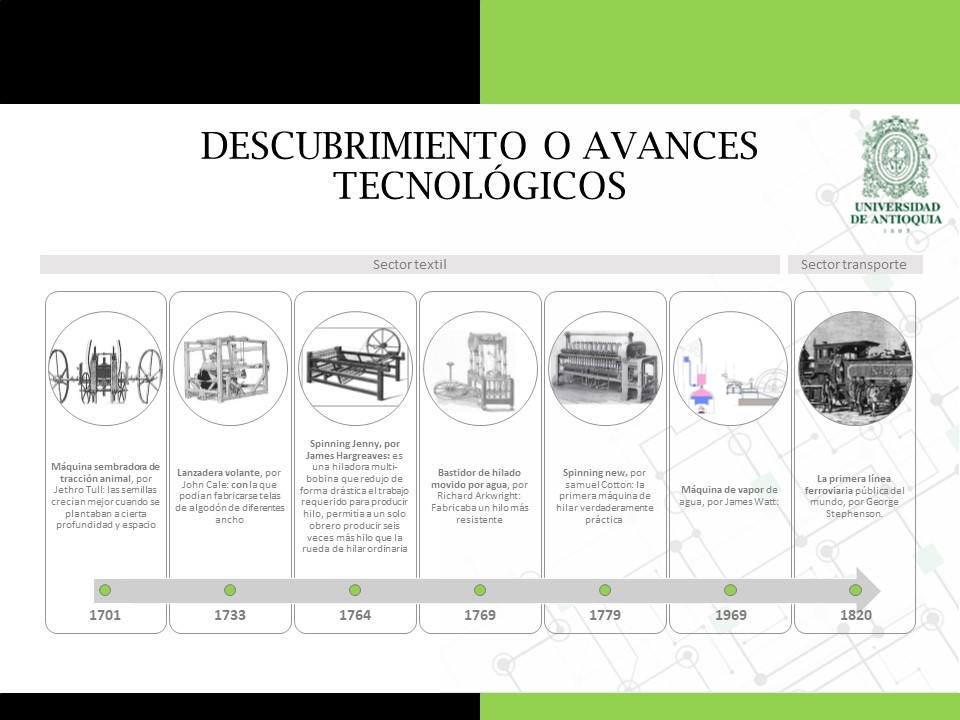 DESCUBRIMIENTO O AVANCES
TECNOLÓGICOS
UNIVERSIDAD
DE ANTIOQUIA
1803
Sector textil
Sector transporte
Máquina sembradora de
tracción animal, por
Jethro Tull: las semillas
crecían mejor cuando se
plantaban a cierta
profundidad y espacio
1701
Lanzadera volante, por
John Cale: con la que
podían fabricarse telas
de algodón de diferentes
ancho
1733
Spinning Jenny, por
James Hargreaves: es
una hiladora multi-
bobina que redujo de
forma drástica el trabajo
requerido para producir
hilo, permitía a un solo
obrero producir seis
veces más hilo que la
rueda de hilar ordinaria
1764
Bastidor de hilado
movido por agua, por
Richard Arkwright:
Fabricaba un hilo más
resistente
1769
Spinning new, por
samuel Cotton: la
primera máquina de
hilar verdaderamente
práctica
1779
Máquina de vapor de
agua, por James Watt:
1969
La primera línea
ferroviaria pública del
mundo, por George
Stephenson.
1820